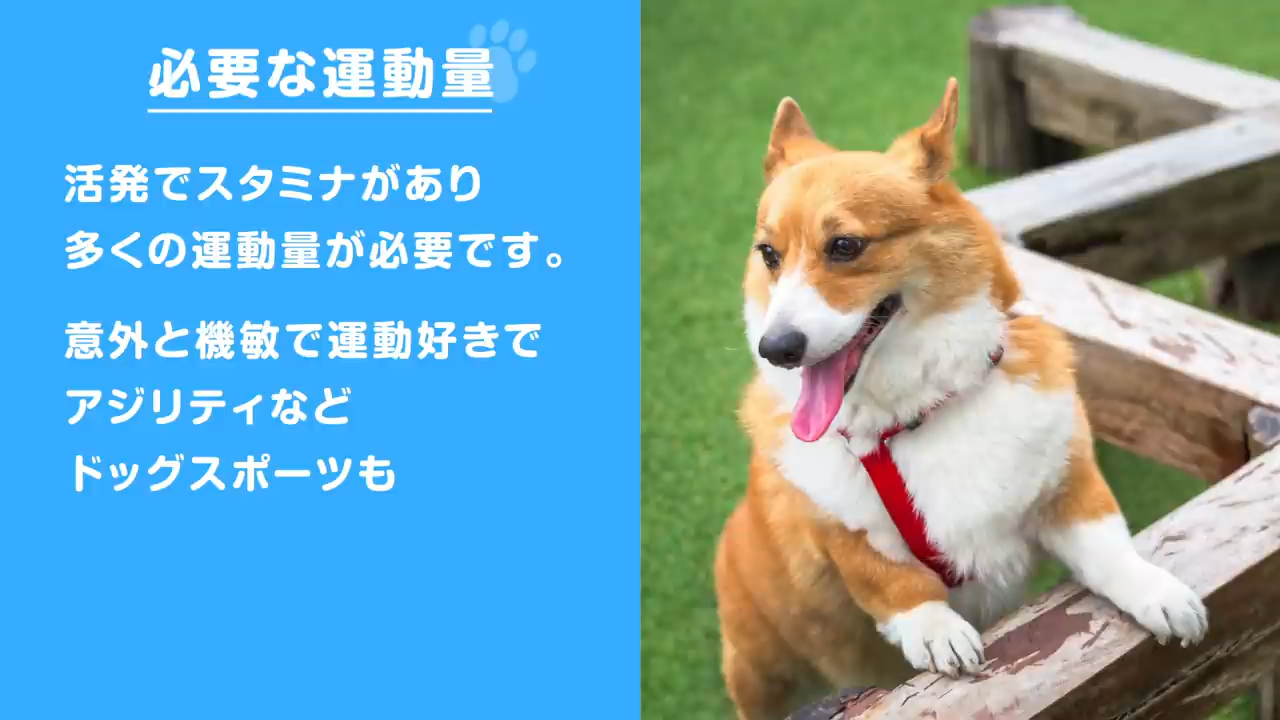 必要な運動量
活発でスタミナがあり
多くの運動量が必要です。
意外と機敏で運動好きで
アジリティなど
ドッグスポーツも